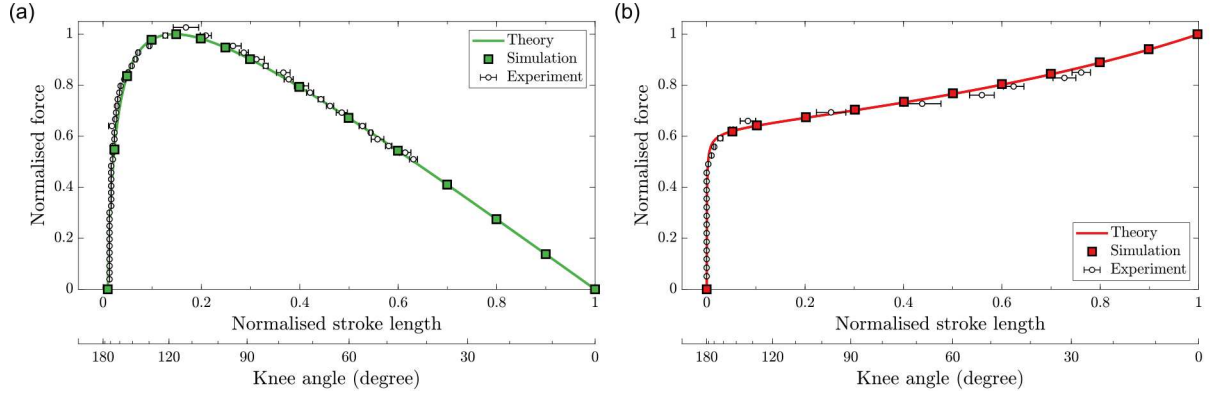 (a)
Normalised force
1
0.8
0.6
0.4
0.2
0
Theory
Simulation
Experiment
0 0.2 0.4 0.6 0.8 1
Normalised stroke length
180 120 90 60 30 0
Knee angle (degree)
(b)
Normalised force
1
0.8
0.6
0.4
0.2
0
Theory
Simulation
Experiment
0 0.2 0.4 0.6 0.8 1
Normalised stroke length
180 120 90 60 30 0
Knee angle (degree)